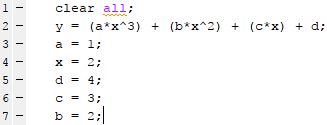 1 - clear all;
2 - y = (a*x^3) + (b*x^2) + (c*x) + d;
3 - a = 1;
4 - x = 2;
5 - d = 4;
6 - c = 3;
7 - b = 2;